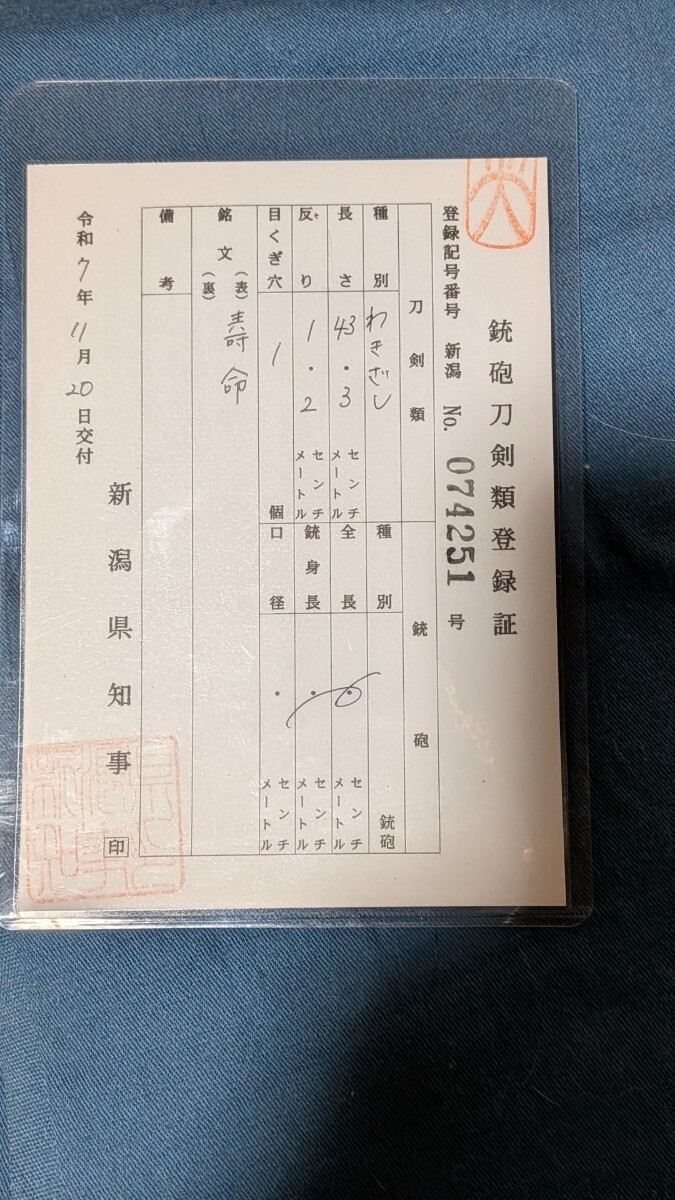 銃砲刀剣類登録証
登録記号番号 新潟 No. 074251 号
刀剣類
銃砲
種別 わきざし
種別 銃砲
長さ 43.3 センチメートル
全長 ・ センチメートル
反り 1.2 センチメートル
銃身長 ・ センチメートル
目くぎ穴 1 個
口径 ・ センチメートル
銘文 (表) 壽命
(裏)
備考
令和7年11月20日交付
新潟県知事 印